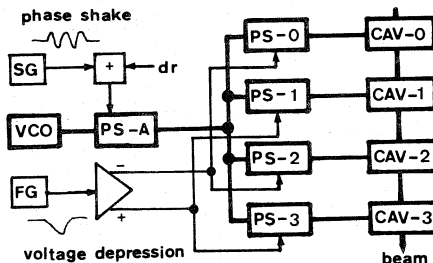 phase shake
SG
+
dr
VCO
PS-A
FG
−
+
voltage depression
PS-0
CAV-0
PS-1
CAV-1
PS-2
CAV-2
PS-3
CAV-3
beam